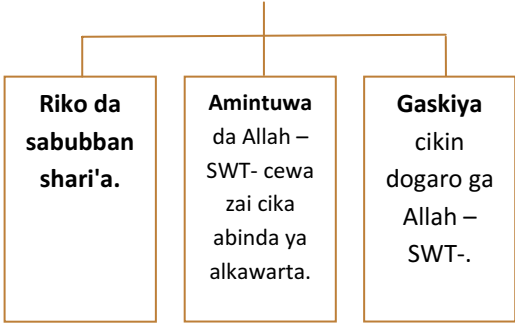 Riko da
sabubban
shari'a.
Amintuwa
da Allah –
SWT- cewa
zai cika
abinda ya
alkawarta.
Gaskiya
cikin
dogaro ga
Allah –
SWT-.